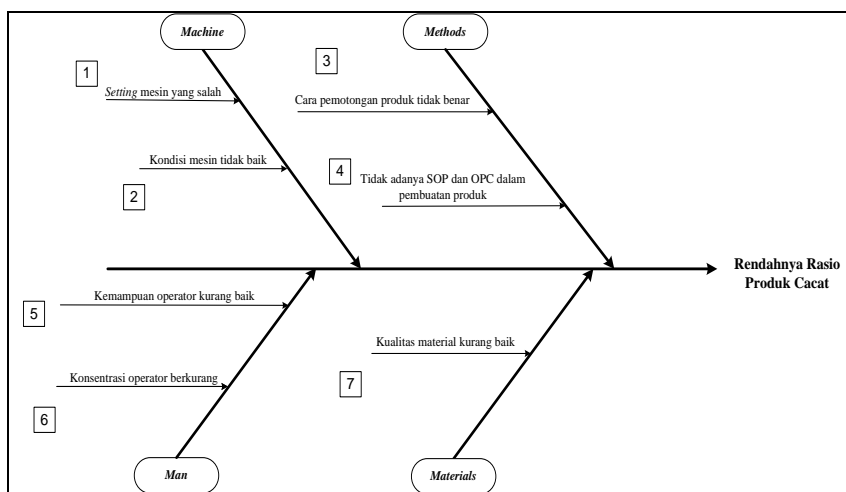 Machine
Methods
1
Setting mesin yang salah
Kondisi mesin tidak baik
2
3
Cara pemotongan produk tidak benar
4
Tidak adanya SOP dan OPC dalam
pembuatan produk
Rendahnya Rasio
Produk Cacat
Kemampuan operator kurang baik
5
Konsentrasi operator berkurang
6
Kualitas material kurang baik
7
Man
Materials